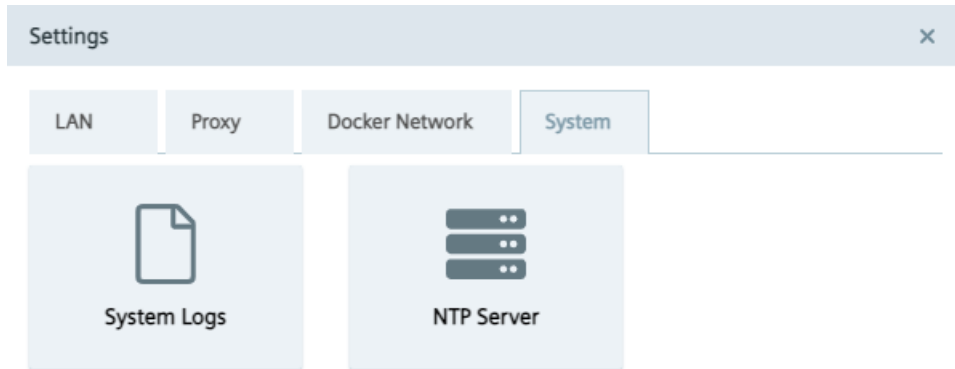 Settings
LAN Proxy Docker Network System
System Logs NTP Server